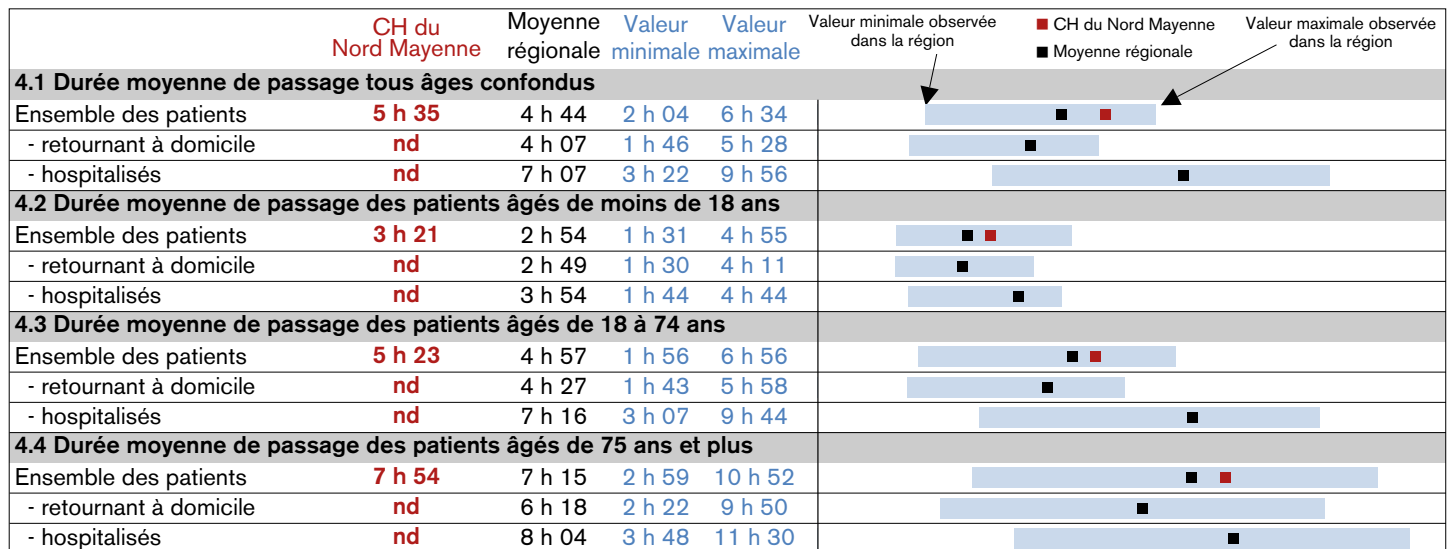 CH du Nord Mayenne Moyenne régionale Valeur minimale Valeur maximale
Valeur minimale observée dans la région
CH du Nord Mayenne
Moyenne régionale
Valeur maximale observée dans la région
4.1 Durée moyenne de passage tous âges confondus
Ensemble des patients 5 h 35 4 h 44 2 h 04 6 h 34
- retournant à domicile nd 4 h 07 1 h 46 5 h 28
- hospitalisés nd 7 h 07 3 h 22 9 h 56
4.2 Durée moyenne de passage des patients âgés de moins de 18 ans
Ensemble des patients 3 h 21 2 h 54 1 h 31 4 h 55
- retournant à domicile nd 2 h 49 1 h 30 4 h 11
- hospitalisés nd 3 h 54 1 h 44 4 h 44
4.3 Durée moyenne de passage des patients âgés de 18 à 74 ans
Ensemble des patients 5 h 23 4 h 57 1 h 56 6 h 56
- retournant à domicile nd 4 h 27 1 h 43 5 h 58
- hospitalisés nd 7 h 16 3 h 07 9 h 44
4.4 Durée moyenne de passage des patients âgés de 75 ans et plus
Ensemble des patients 7 h 54 7 h 15 2 h 59 10 h 52
- retournant à domicile nd 6 h 18 2 h 22 9 h 50
- hospitalisés nd 8 h 04 3 h 48 11 h 30